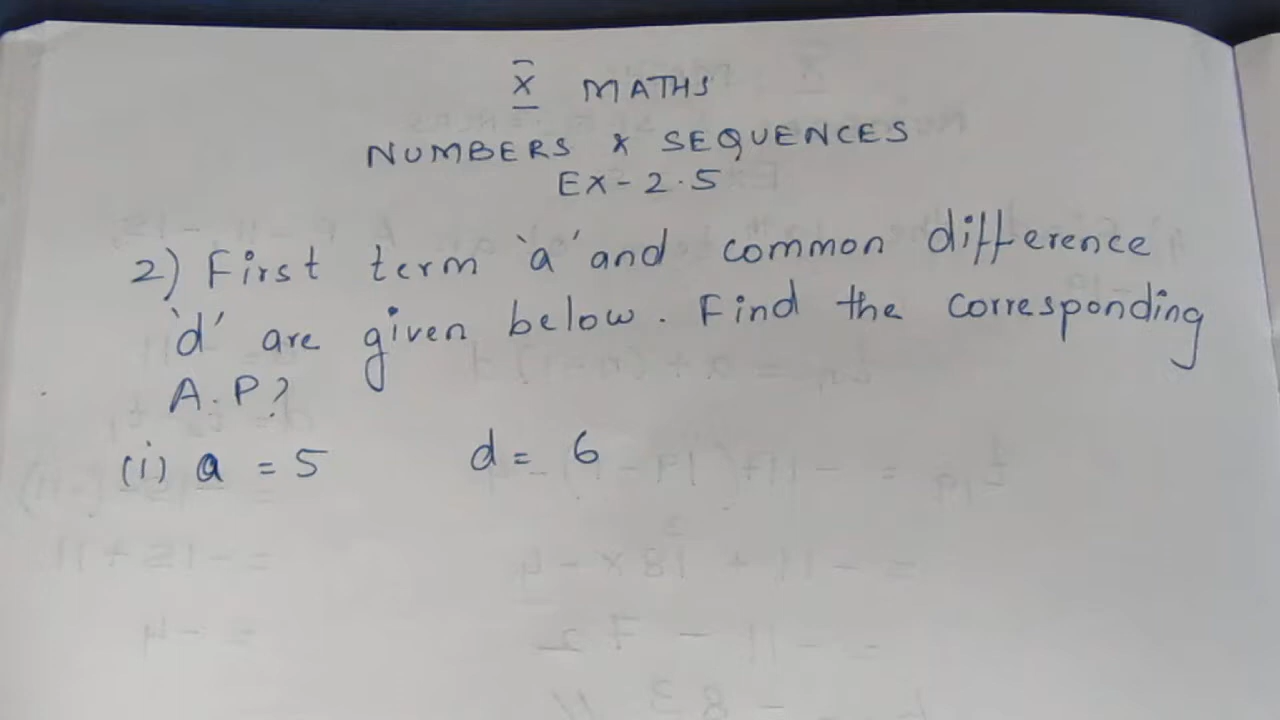 X MATHS
NUMBERS & SEQUENCES
EX-2.5
2) First term 'a' and common difference
'd' are given below. Find the corresponding
A.P?
(i) a = 5 d = 6